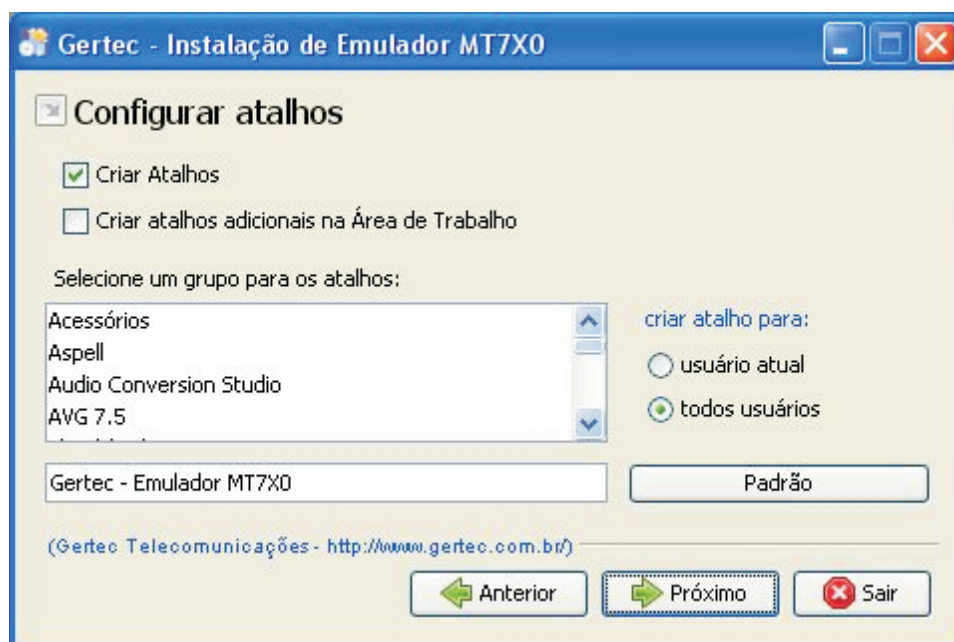 Gertec - Instalação de Emulador MT7X0
Configurar atalhos
Criar Atalhos
Criar atalhos adicionais na Área de Trabalho
Selecione um grupo para os atalhos:
Acessórios
Aspell
Audio Conversion Studio
AVG 7.5
criar atalho para:
usuário atual
todos usuários
Gertec - Emulador MT7X0
Padrão
(Gertec Telecomunicações - http://www.gertec.com.br/)
Anterior
Próximo
Sair